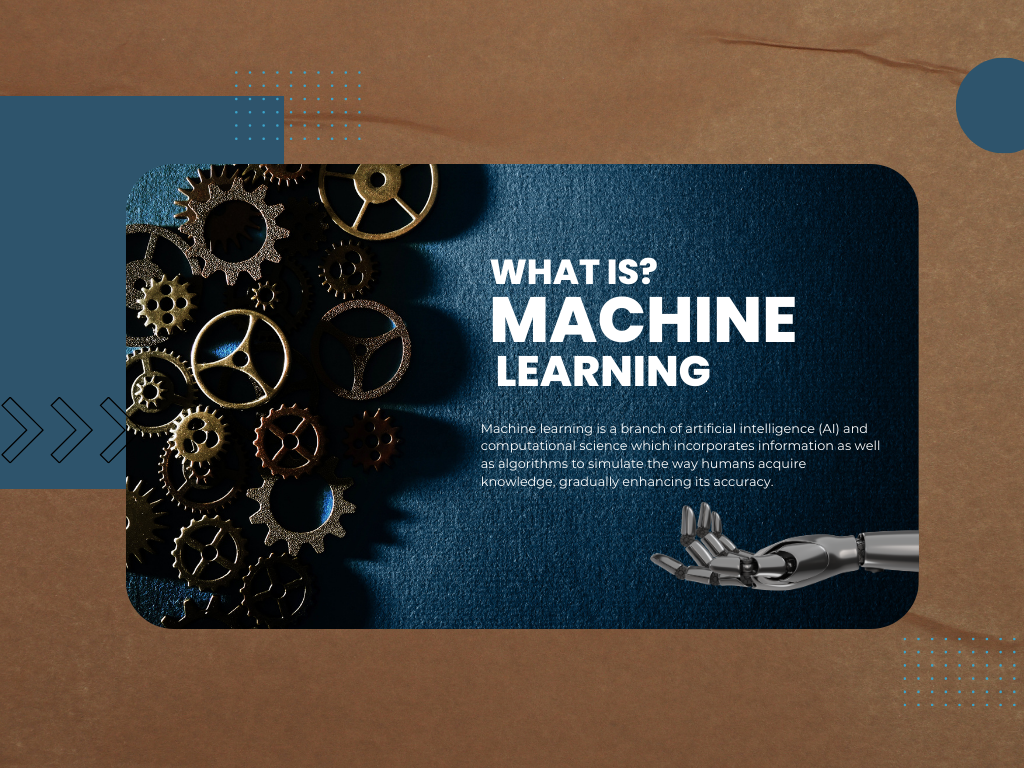 WHAT IS?
MACHINE
LEARNING
Machine learning is a branch of artificial intelligence (AI) and
computational science which incorporates information as well
as algorithms to simulate the way humans acquire
knowledge, gradually enhancing its accuracy.